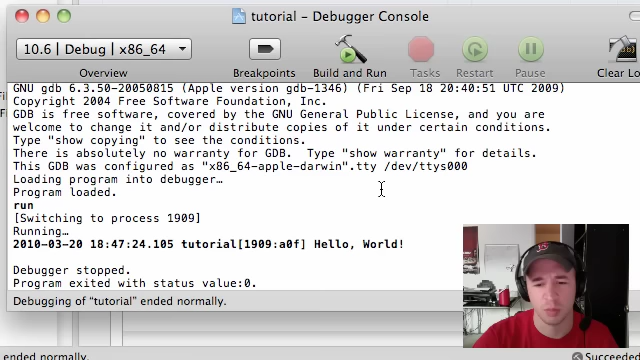 tutorial - Debugger Console
10.6 | Debug | x86_64
Overview
Breakpoints
Build and Run
Tasks
Restart
Pause
Clear Lo
GNU gdb 6.3.50-20050815 (Apple version gdb-1346) (Fri Sep 18 20:40:51 UTC 2009)
Copyright 2004 Free Software Foundation, Inc.
GDB is free software, covered by the GNU General Public License, and you are
welcome to change it and/or distribute copies of it under certain conditions.
Type "show copying" to see the conditions.
There is absolutely no warranty for GDB.  Type "show warranty" for details.
This GDB was configured as "x86_64-apple-darwin".tty /dev/ttys000
Loading program into debugger…
Program loaded.
run
[Switching to process 1909]
Running…
2010-03-20 18:47:24.105 tutorial[1909:a0f] Hello, World!
Debugger stopped.
Program exited with status value:0.
Debugging of "tutorial" ended normally.
ended normally.
Succeeded